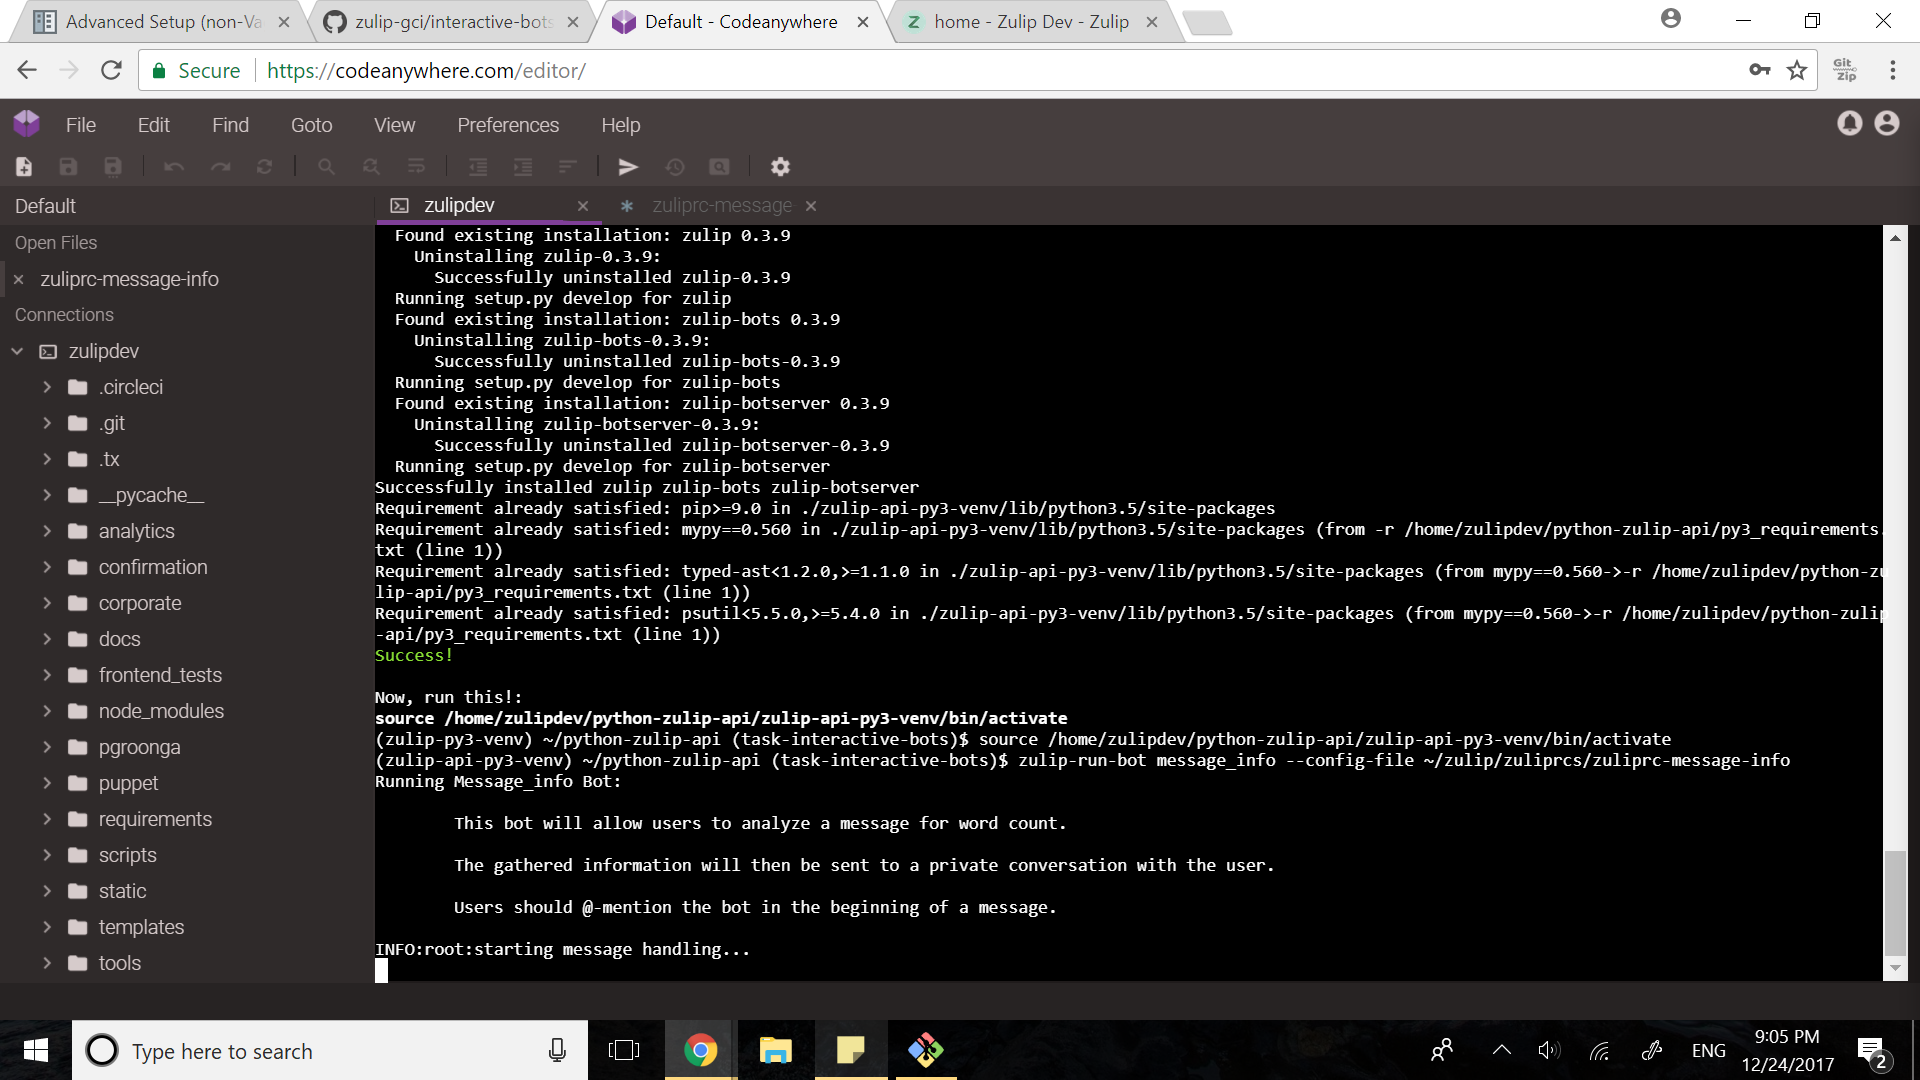 Advanced Setup (non-Va
zulip-gci/interactive-bots
Default - Codeanywhere
home - Zulip Dev - Zulip
Secure
https://codeanywhere.com/editor/
Git Zip
File Edit Find Goto View Preferences Help
Default
zulipdev
zuliprc-message
Open Files
zuliprc-message-info
Connections
zulipdev
.circleci
.git
.tx
__pycache__
analytics
confirmation
corporate
docs
frontend_tests
node_modules
pgroonga
puppet
requirements
scripts
static
templates
tools
Found existing installation: zulip 0.3.9
Uninstalling zulip-0.3.9:
Successfully uninstalled zulip-0.3.9
Running setup.py develop for zulip
Found existing installation: zulip-bots 0.3.9
Uninstalling zulip-bots-0.3.9:
Successfully uninstalled zulip-bots-0.3.9
Running setup.py develop for zulip-bots
Found existing installation: zulip-botserver 0.3.9
Uninstalling zulip-botserver-0.3.9:
Successfully uninstalled zulip-botserver-0.3.9
Running setup.py develop for zulip-botserver
Successfully installed zulip zulip-bots zulip-botserver
Requirement already satisfied: pip>=9.0 in ./zulip-api-py3-venv/lib/python3.5/site-packages
Requirement already satisfied: mypy==0.560 in ./zulip-api-py3-venv/lib/python3.5/site-packages (from -r /home/zulipdev/python-zulip-api/py3_requirements.
txt (line 1))
Requirement already satisfied: typed-ast<1.2.0,>=1.1.0 in ./zulip-api-py3-venv/lib/python3.5/site-packages (from mypy==0.560->-r /home/zulipdev/python-zu
lip-api/py3_requirements.txt (line 1))
Requirement already satisfied: psutil<5.5.0,>=5.4.0 in ./zulip-api-py3-venv/lib/python3.5/site-packages (from mypy==0.560->-r /home/zulipdev/python-zulip
-api/py3_requirements.txt (line 1))
Success!
Now, run this!:
source /home/zulipdev/python-zulip-api/zulip-api-py3-venv/bin/activate
(zulip-py3-venv) ~/python-zulip-api (task-interactive-bots)$ source /home/zulipdev/python-zulip-api/zulip-api-py3-venv/bin/activate
(zulip-api-py3-venv) ~/python-zulip-api (task-interactive-bots)$ zulip-run-bot message_info --config-file ~/zulip/zuliprcs/zuliprc-message-info
Running Message_info Bot:
This bot will allow users to analyze a message for word count.
The gathered information will then be sent to a private conversation with the user.
Users should @-mention the bot in the beginning of a message.
INFO:root:starting message handling...
Type here to search
ENG
9:05 PM
12/24/2017
2